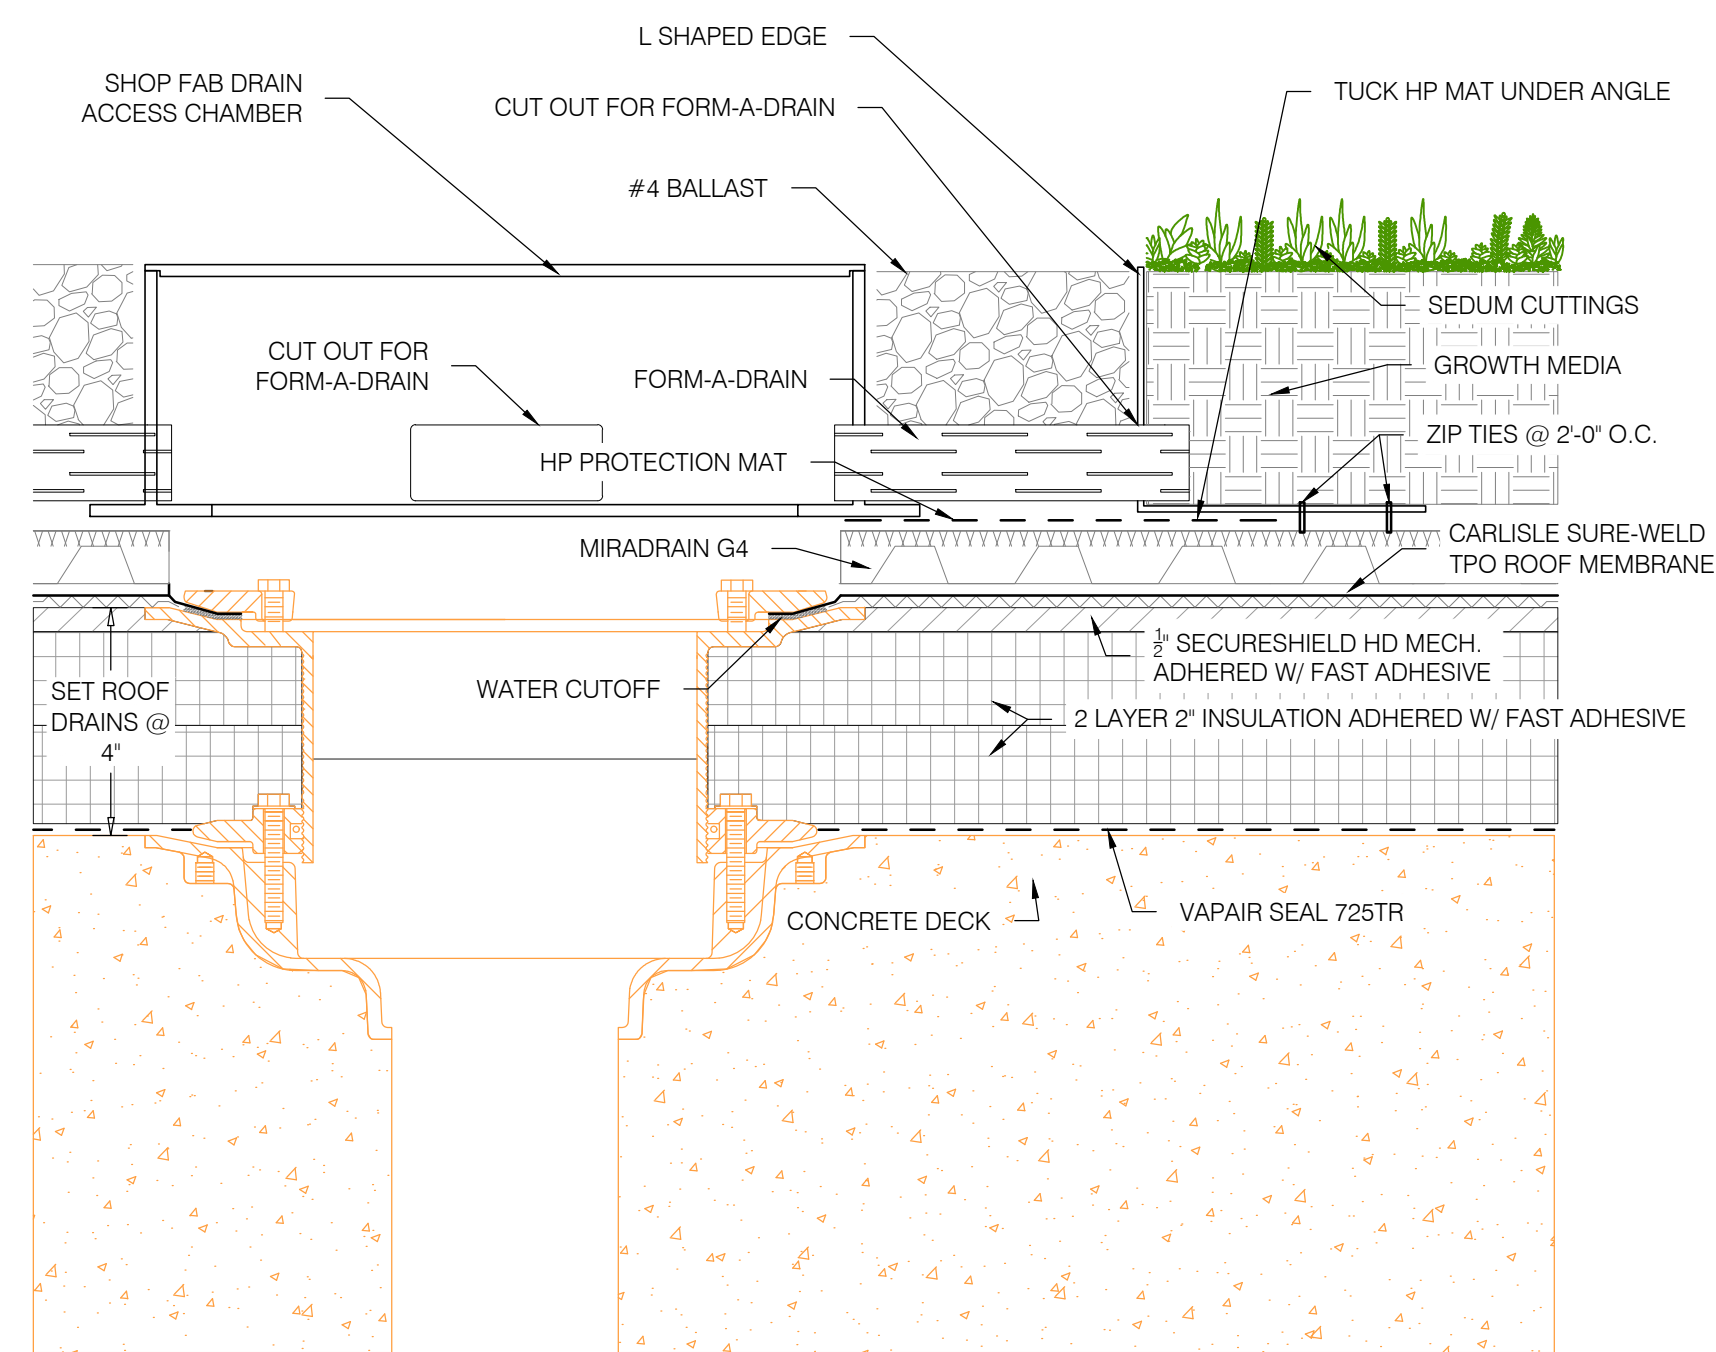 L SHAPED EDGE
SHOP FAB DRAIN
ACCESS CHAMBER
CUT OUT FOR FORM-A-DRAIN
TUCK HP MAT UNDER ANGLE
#4 BALLAST
SEDUM CUTTINGS
CUT OUT FOR
FORM-A-DRAIN
FORM-A-DRAIN
GROWTH MEDIA
ZIP TIES @ 2'-0" O.C.
HP PROTECTION MAT
MIRADRAIN G4
CARLISLE SURE-WELD
TPO ROOF MEMBRANE
1/2" SECURESHIELD HD MECH.
ADHERED W/ FAST ADHESIVE
SET ROOF
DRAINS @
4"
WATER CUTOFF
2 LAYER 2" INSULATION ADHERED W/ FAST ADHESIVE
CONCRETE DECK
VAPAIR SEAL 725TR